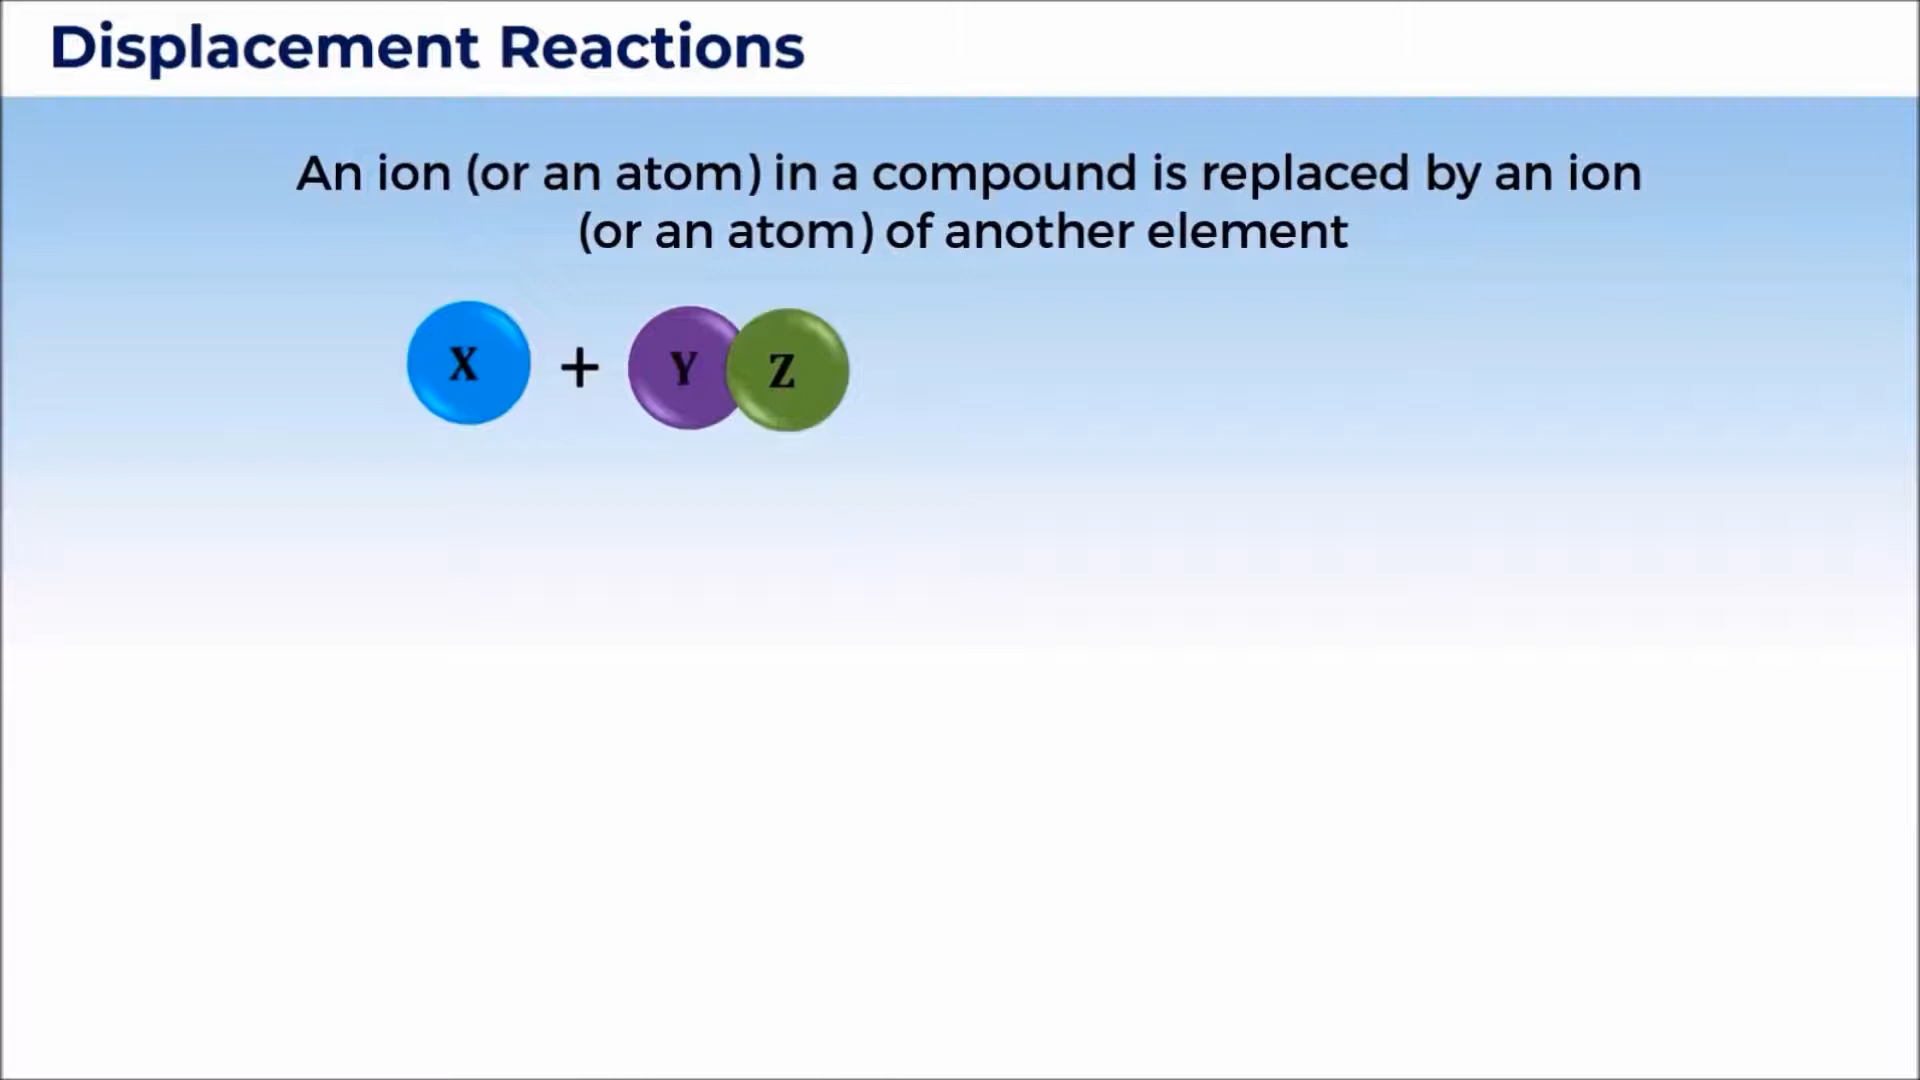 Displacement Reactions
An ion (or an atom) in a compound is replaced by an ion
(or an atom) of another element
X + Y Z